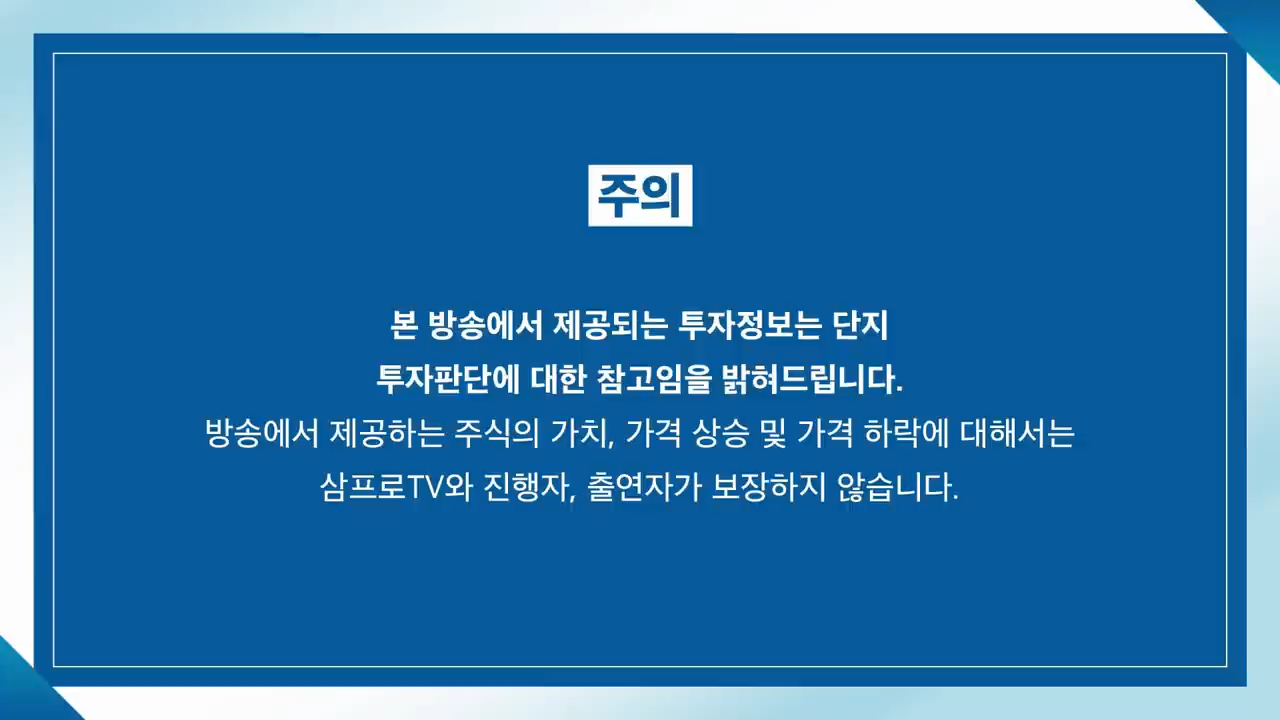 주의
본 방송에서 제공되는 투자정보는 단지
투자판단에 대한 참고임을 밝혀드립니다.
방송에서 제공하는 주식의 가치, 가격 상승 및 가격 하락에 대해서는
삼프로TV와 진행자, 출연자가 보장하지 않습니다.